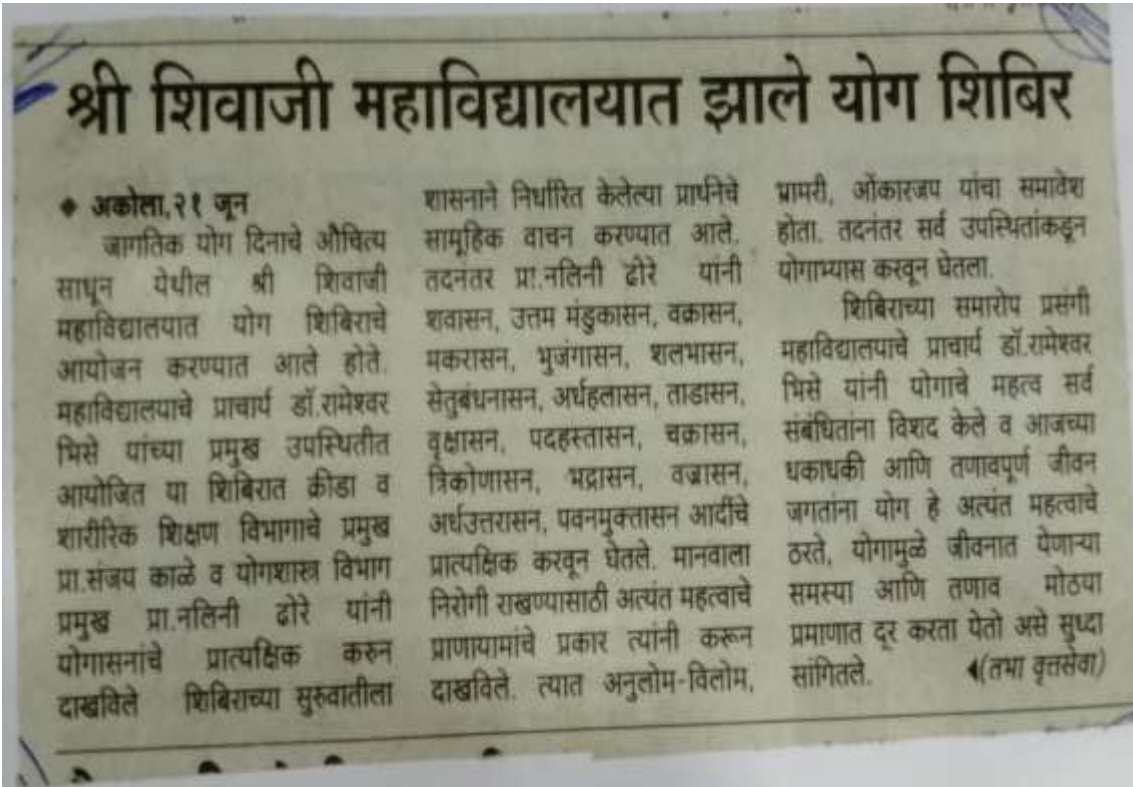 श्री शिवाजी महाविद्यालयात झाले योग शिबिर
♦ अकोला,२१ जून
जागतिक योग दिनाचे औचित्य
साधून येथील श्री शिवाजी
महाविद्यालयात योग शिबिराचे
आयोजन करण्यात आले होते.
महाविद्यालयाचे प्राचार्य डॉ.रामेश्वर
भिसे यांच्या प्रमुख उपस्थितीत
आयोजित या शिबिरात क्रीडा व
शारीरिक शिक्षण विभागाचे प्रमुख
प्रा.संजय काळे व योगशास्त्र विभाग
प्रमुख प्रा.नलिनी ढोरे यांनी
योगासनांचे प्रात्यक्षिक करुन
दाखविले शिबिराच्या सुरुवातीला
शासनाने निर्धारित केलेल्या प्रार्थनेचे
सामूहिक वाचन करण्यात आले.
तदनंतर प्रा.नलिनी ढोरे यांनी
शवासन, उत्तम मंडुकासन, वक्रासन,
मकरासन, भुजंगासन, शलभासन,
सेतुबंधनासन, अर्धहलासन, ताडासन,
वृक्षासन, पदहस्तासन, चक्रासन,
त्रिकोणासन, भद्रासन, वज्रासन,
अर्धउत्तरासन, पवनमुक्तासन आदींचे
प्रात्यक्षिक करवून घेतले. मानवाला
निरोगी राखण्यासाठी अत्यंत महत्वाचे
प्राणायामांचे प्रकार त्यांनी करून
दाखविले. त्यात अनुलोम-विलोम,
भ्रामरी, ओंकारजप यांचा समावेश
होता. तदनंतर सर्व उपस्थितांकडून
योगाभ्यास करवून घेतला.
शिबिराच्या समारोप प्रसंगी
महाविद्यालयाचे प्राचार्य डॉ.रामेश्वर
भिसे यांनी योगाचे महत्व सर्व
संबंधितांना विशद केले व आजच्या
धकाधकी आणि तणावपूर्ण जीवन
जगतांना योग हे अत्यंत महत्वाचे
ठरते, योगामुळे जीवनात येणाऱ्या
समस्या आणि तणाव मोठया
प्रमाणात दूर करता येतो असे सुध्दा
सांगितले. ◀(तभा वृत्तसेवा)